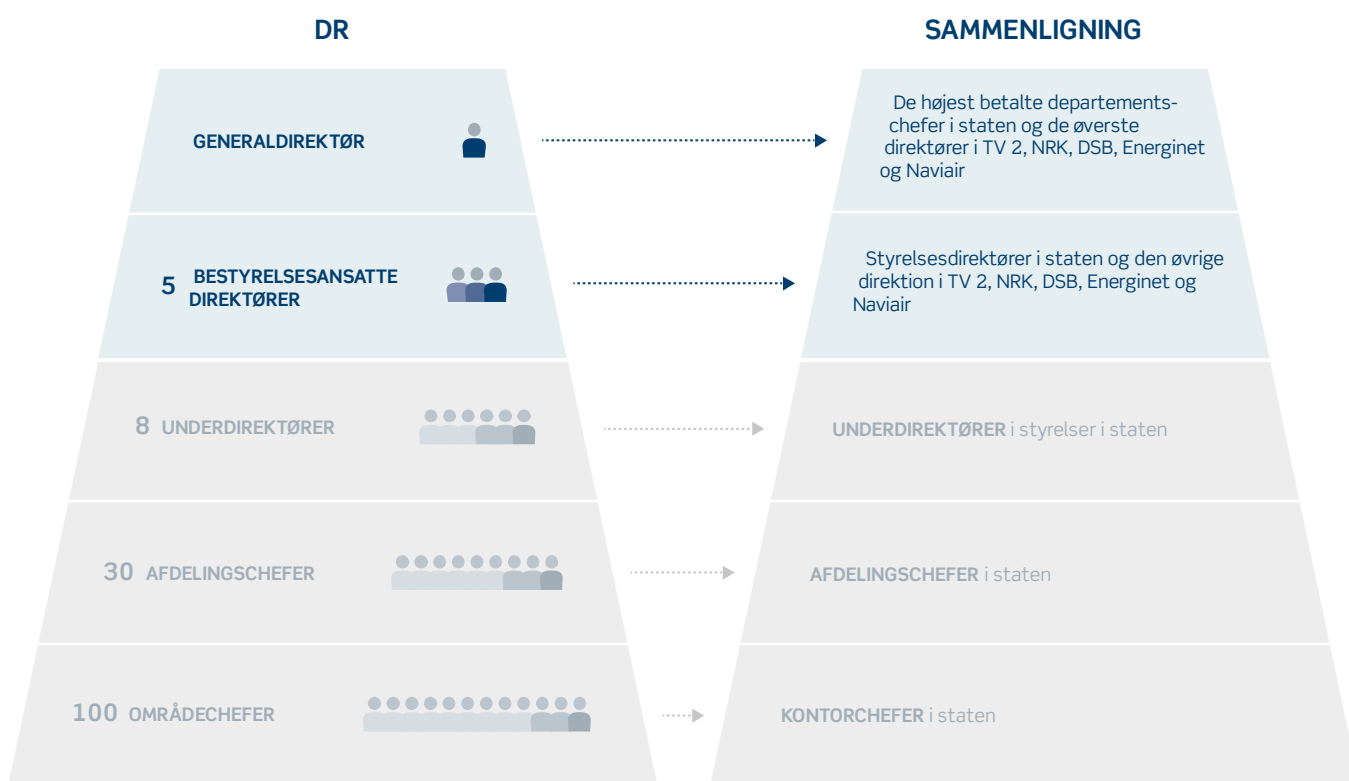 DR
SAMMENLIGNING
GENERALDIREKTØR
De højest betalte departements-
chefer i staten og de øverste
direktører i TV 2, NRK, DSB, Energinet
og Naviair
5 BESTYRELSESANSATTE
DIREKTØRER
Styrelsesdirektører i staten og den øvrige
direktion i TV 2, NRK, DSB, Energinet og
Naviair
8 UNDERDIREKTØRER
UNDERDIREKTØRER i styrelser i staten
30 AFDELINGSCHEFER
AFDELINGSCHEFER i staten
100 OMRÅDECHEFER
KONTORCHEFER i staten